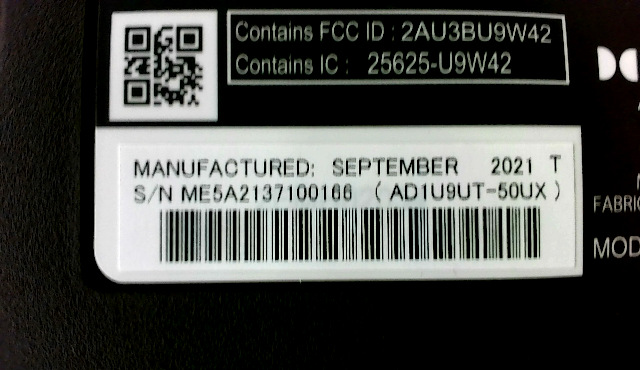 Contains FCC ID : 2AU3BU9W42
Contains IC : 25625-U9W42
MANUFACTURED: SEPTEMBER 2021 T
S/N ME5A2137100166 ( AD1U9UT-50UX )
FABRIC
MOD